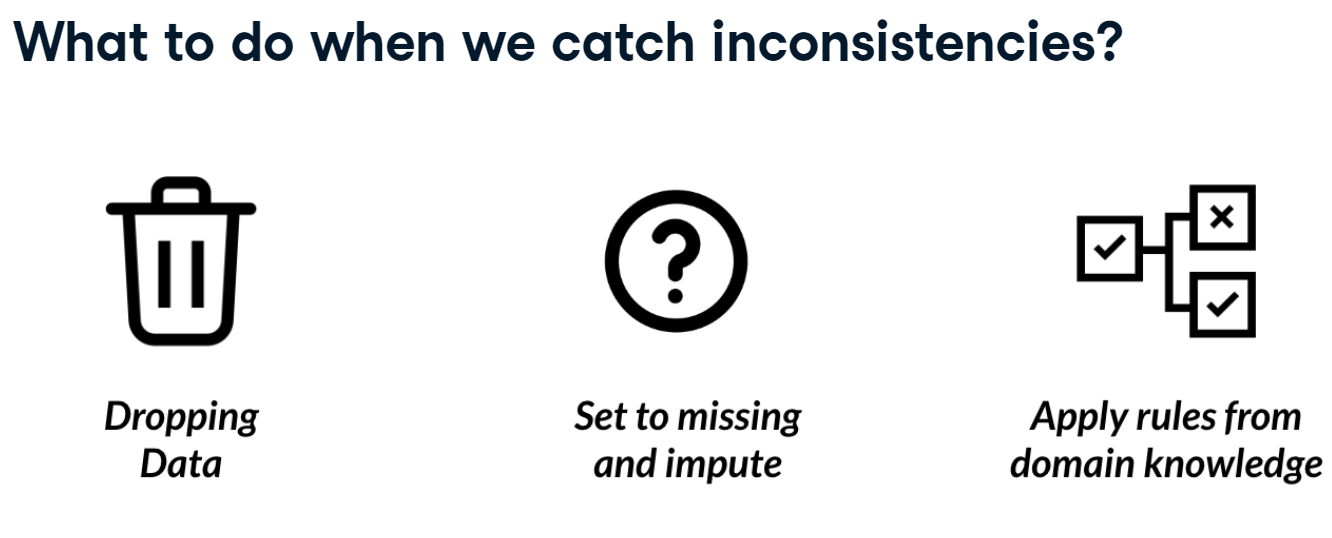 What to do when we catch inconsistencies?
Dropping
Data
Set to missing
and impute
Apply rules from
domain knowledge